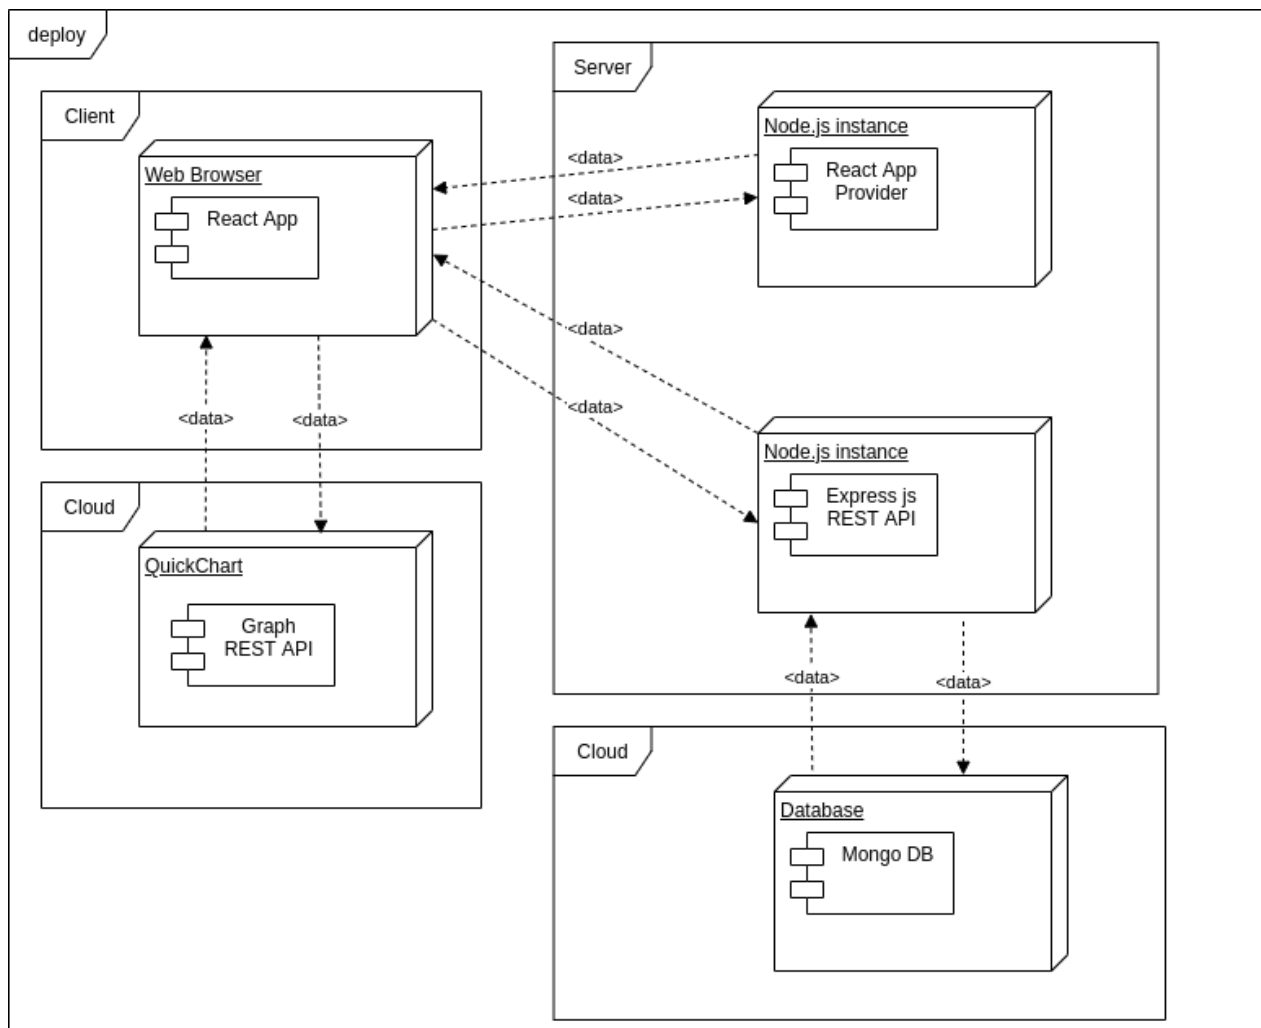 deploy
Client
Web Browser
React App
<data>
<data>
Cloud
QuickChart
Graph
REST API
Server
Node.js instance
React App
Provider
<data>
<data>
<data>
<data>
Node.js instance
Express js
REST API
<data>
<data>
Cloud
Database
Mongo DB